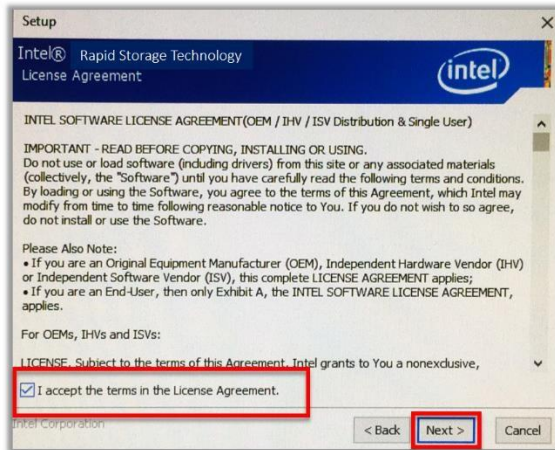 Setup
Intel® Rapid Storage Technology
License Agreement
intel
INTEL SOFTWARE LICENSE AGREEMENT(OEM / IHV / ISV Distribution & Single User)
IMPORTANT - READ BEFORE COPYING, INSTALLING OR USING.
Do not use or load software (including drivers) from this site or any associated materials
(collectively, the "Software") until you have carefully read the following terms and conditions.
By loading or using the Software, you agree to the terms of this Agreement, which Intel may
modify from time to time following reasonable notice to You. If you do not wish to so agree,
do not install or use the Software.
Please Also Note:
• If you are an Original Equipment Manufacturer (OEM), Independent Hardware Vendor (IHV)
or Independent Software Vendor (ISV), this complete LICENSE AGREEMENT applies;
• If you are an End-User, then only Exhibit A, the INTEL SOFTWARE LICENSE AGREEMENT,
applies.
For OEMs, IHVs and ISVs:
LICENSE. Subject to the terms of this Agreement, Intel grants to You a nonexclusive,
I accept the terms in the License Agreement.
Intel Corporation
< Back Next > Cancel